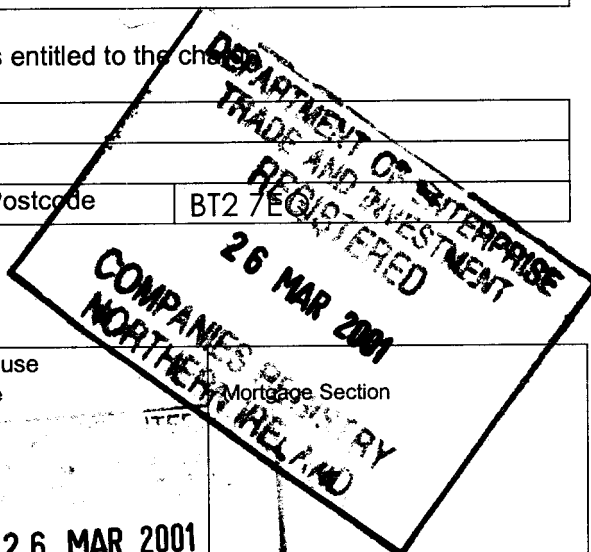 s entitled to the charge
DEPARTMENT OF ENTERPRISE
TRADE AND INVESTMENT
REGISTERED
Postcode
BT2 7EG
26 MAR 2001
COMPANIES REGISTRY
NORTHERN IRELAND
use
e
Mortgage Section
26 MAR 2001